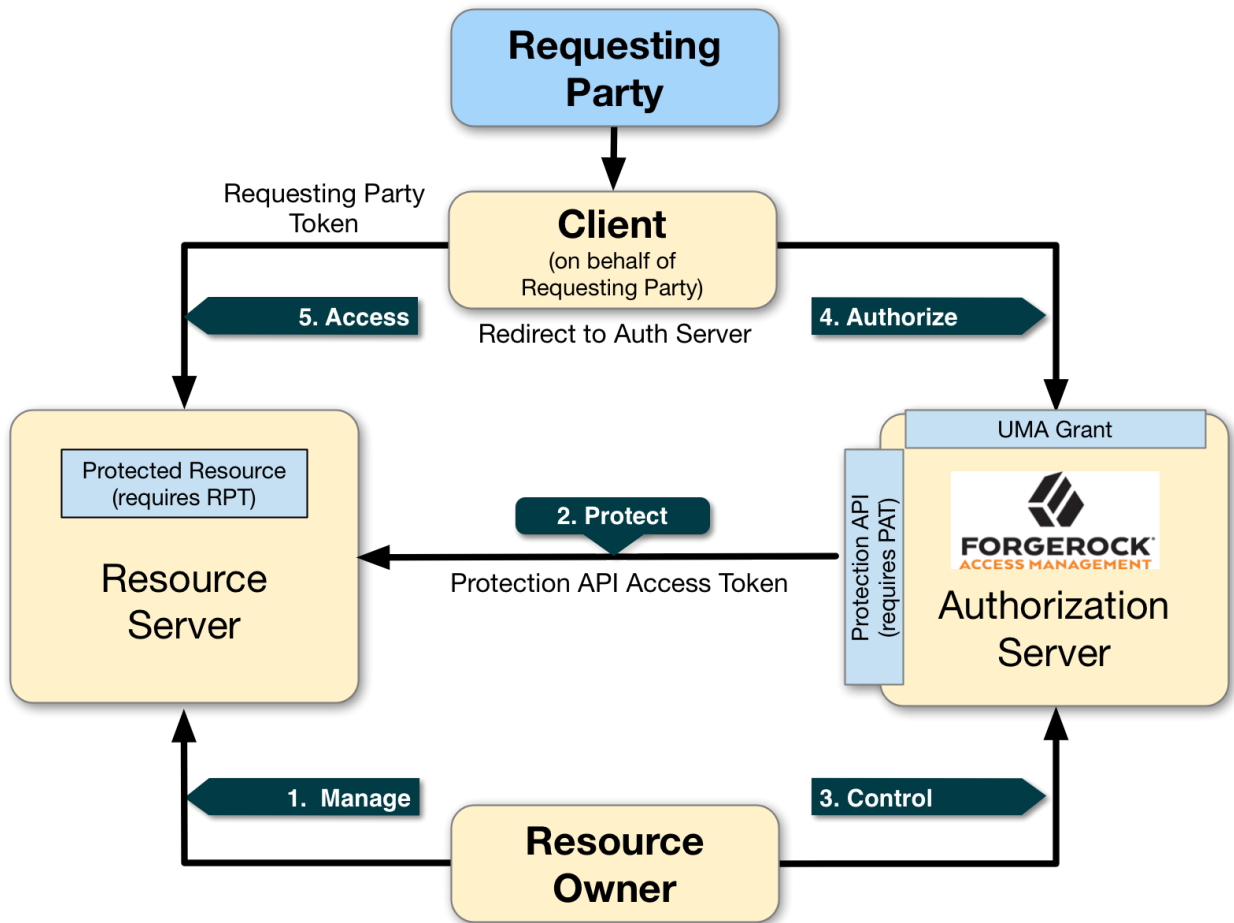 Requesting
Party
Requesting Party
Token
Client
(on behalf of
Requesting Party)
5. Access
4. Authorize
Redirect to Auth Server
UMA Grant
Protected Resource
(requires RPT)
Resource
Server
2. Protect
Protection API Access Token
Protection API
(requires PAT)
FORGEROCK®
ACCESS MANAGEMENT
Authorization
Server
1. Manage
3. Control
Resource
Owner